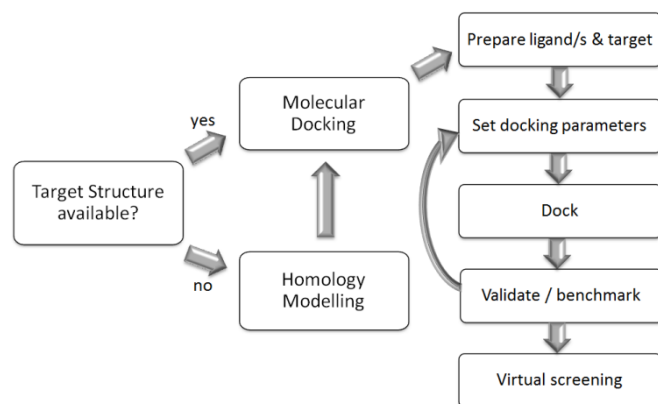 Target Structure
available?
yes
no
Molecular
Docking
Homology
Modelling
Prepare ligand/s & target
Set docking parameters
Dock
Validate / benchmark
Virtual screening